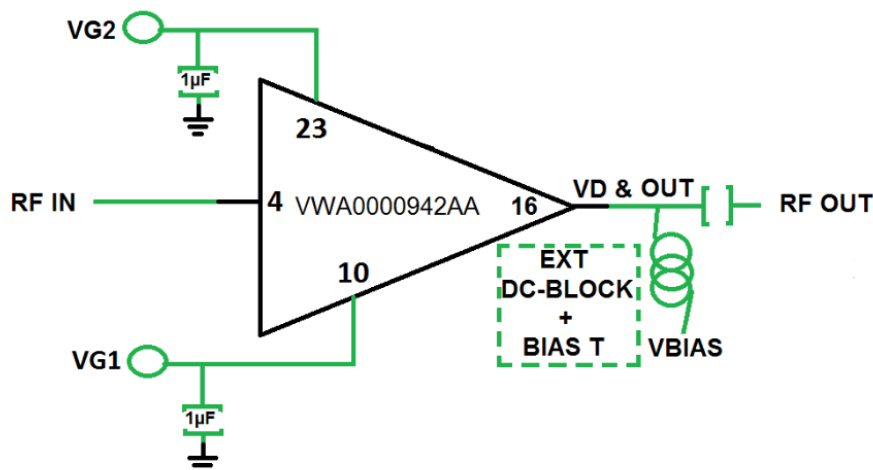 VG2
1µF
23
RF IN
4
VWA0000942AA
16
VD & OUT
RF OUT
10
EXT
DC-BLOCK
+
BIAS T
VBIAS
VG1
1µF